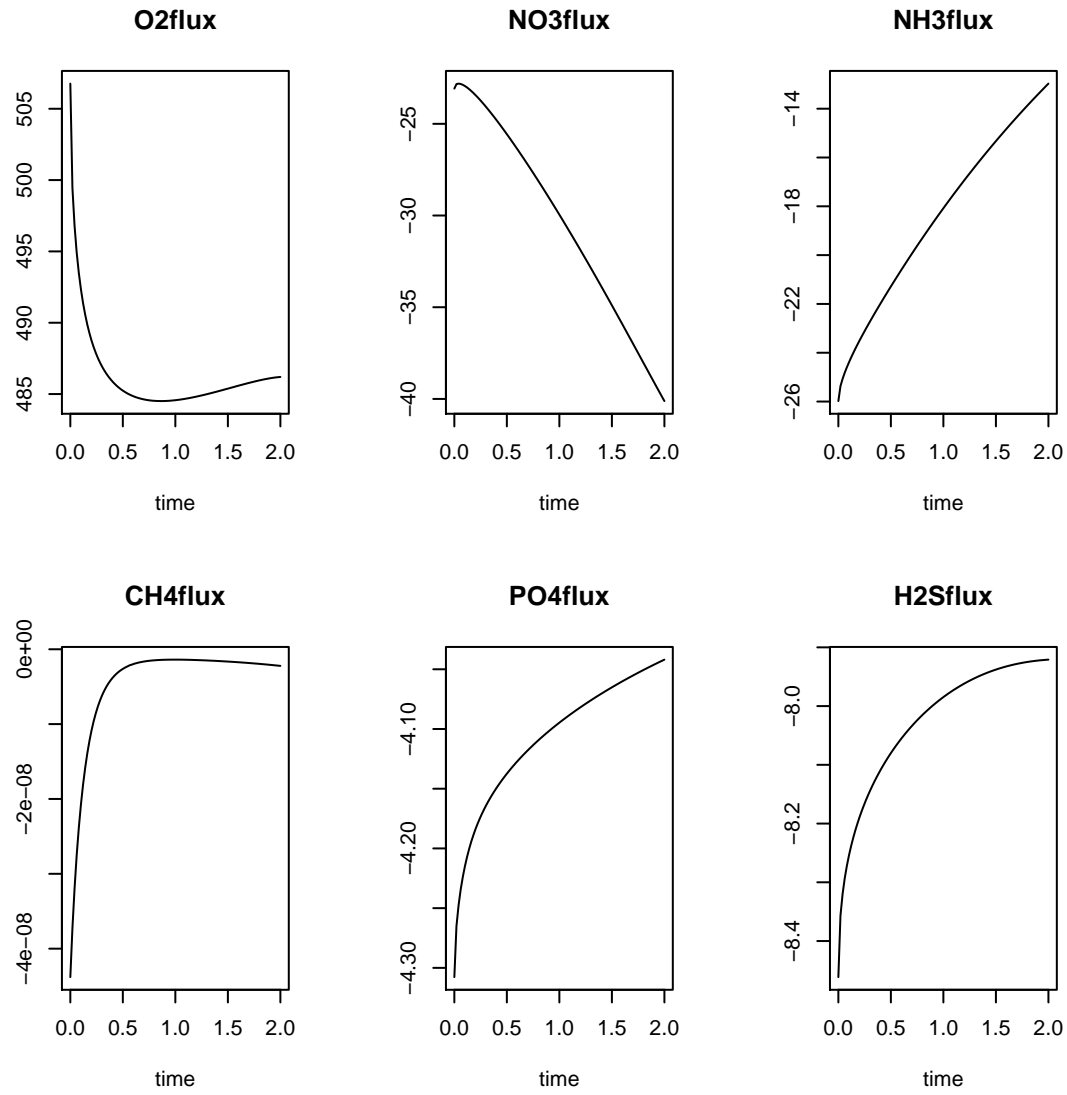 O2flux
505
500
495
490
485
0.0 0.5 1.0 1.5 2.0
time
NO3flux
−25
−30
−35
−40
0.0 0.5 1.0 1.5 2.0
time
NH3flux
−14
−18
−22
−26
0.0 0.5 1.0 1.5 2.0
time
CH4flux
0e+00
−2e−08
−4e−08
0.0 0.5 1.0 1.5 2.0
time
PO4flux
−4.10
−4.20
−4.30
0.0 0.5 1.0 1.5 2.0
time
H2Sflux
−8.0
−8.2
−8.4
0.0 0.5 1.0 1.5 2.0
time